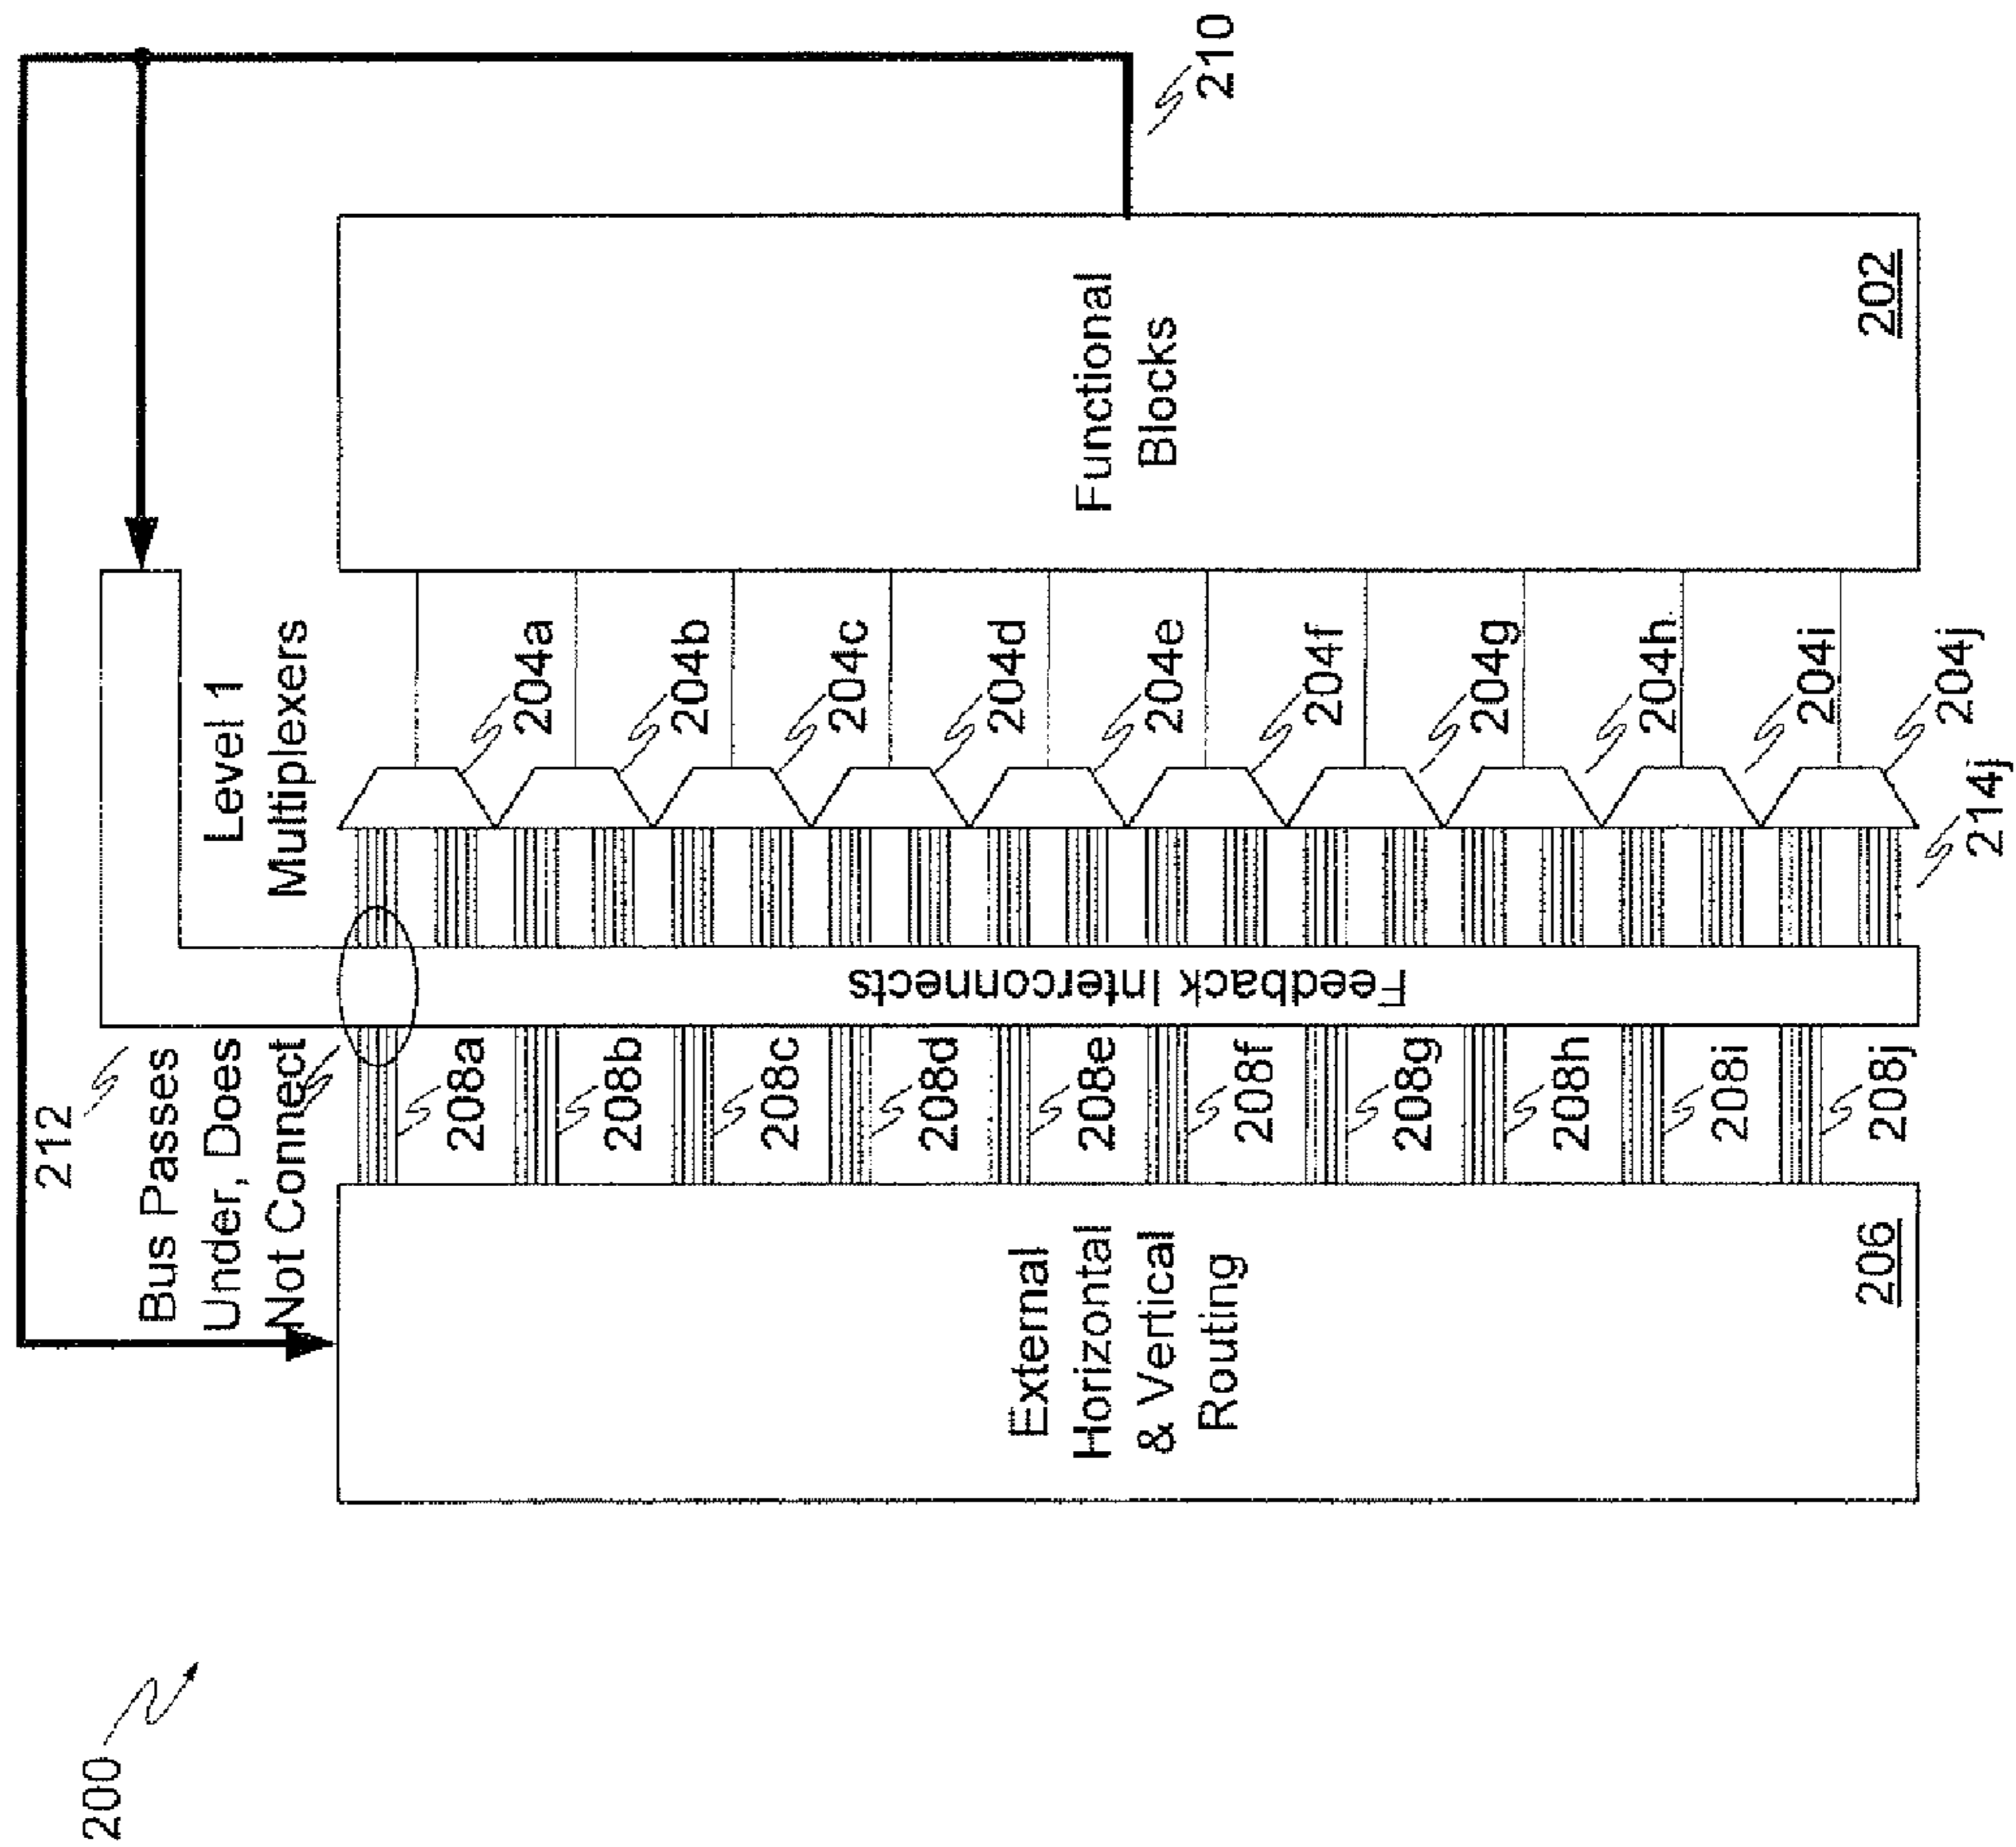 200
212
Bus Passes
Under, Does
Not Connect
Level 1
Multiplexers
210
External
Horizontal
& Vertical
Routing
206
208a
208b
208c
208d
208e
208f
208g
208h
208i
208j
Feedback Interconnects
204a
204b
204c
204d
204e
204f
204g
204h
204i
204j
214j
Functional
Blocks
202